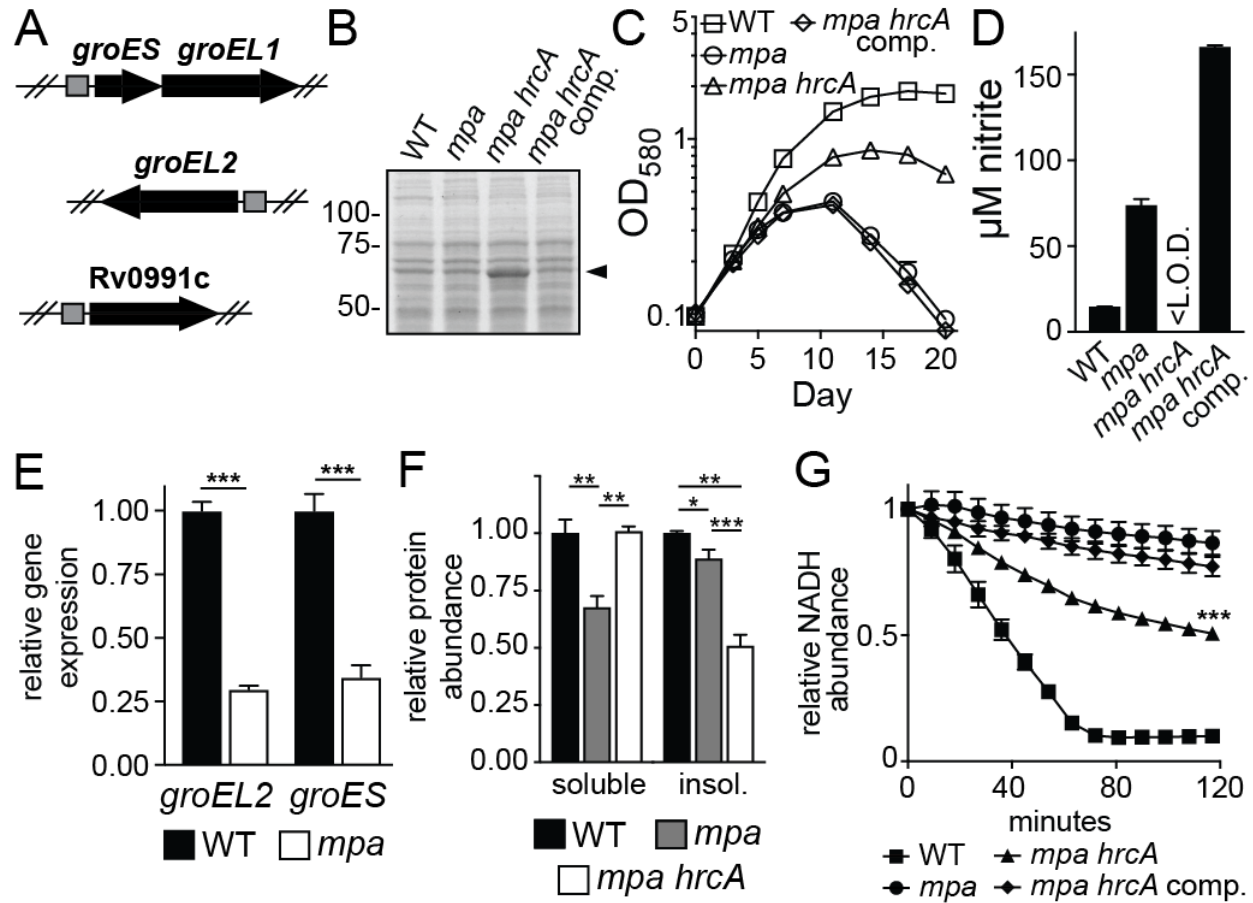 A
groES groEL1
groEL2
Rv0991c
B
WT
mpa
mpa hrcA
mpa hrcA
comp.
100-
75-
50-
C
WT
mpa hrcA
comp.
mpa
mpa hrcA
OD580
5
1
0.1
0 5 10 15 20
Day
D
µM nitrite
150
100
50
0
<L.O.D.
WT
mpa
mpa hrcA
mpa hrcA
comp.
E
relative gene
expression
1.00
0.75
0.50
0.25
0.00
*** ***
groEL2 groES
WT mpa
F
relative protein
abundance
1.00
0.75
0.50
0.25
0.00
** **
** * ***
soluble insol.
WT mpa
mpa hrcA
G
relative NADH
abundance
1
0.5
0
***
0 40 80 120
minutes
WT mpa hrcA
mpa mpa hrcA comp.